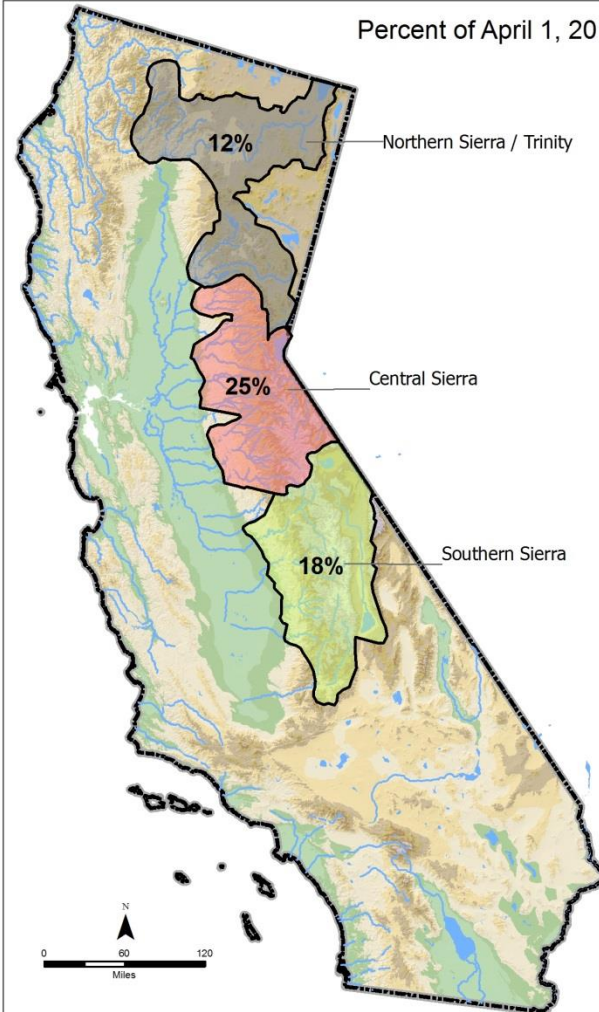 Percent of April 1, 20
12%
Northern Sierra / Trinity
25%
Central Sierra
18%
Southern Sierra
N
0 60 120
Miles